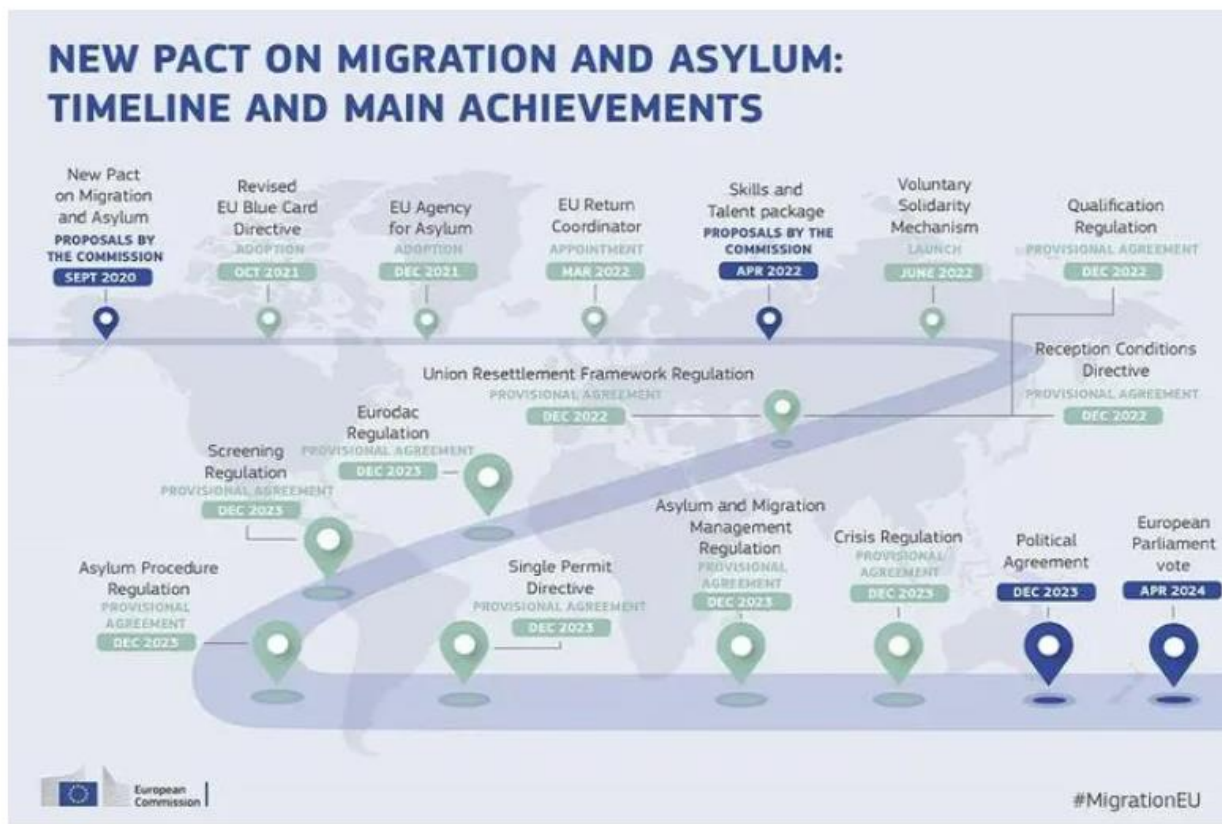 NEW PACT ON MIGRATION AND ASYLUM:
TIMELINE AND MAIN ACHIEVEMENTS
New Pact
on Migration
and Asylum
PROPOSALS BY
THE COMMISSION
SEPT 2020
Revised
EU Blue Card
Directive
ADOPTION
OCT 2021
EU Agency
for Asylum
ADOPTION
DEC 2021
EU Return
Coordinator
APPOINTMENT
MAR 2022
Skills and
Talent package
PROPOSALS BY THE
COMMISSION
APR 2022
Voluntary
Solidarity
Mechanism
LAUNCH
JUNE 2022
Qualification
Regulation
PROVISIONAL AGREEMENT
DEC 2022
Union Resettlement Framework Regulation
PROVISIONAL AGREEMENT
DEC 2022
Reception Conditions
Directive
PROVISIONAL AGREEMENT
DEC 2022
Eurodac
Regulation
PROVISIONAL AGREEMENT
DEC 2023
Screening
Regulation
PROVISIONAL AGREEMENT
DEC 2023
Asylum Procedure
Regulation
PROVISIONAL
AGREEMENT
DEC 2023
Single Permit
Directive
PROVISIONAL AGREEMENT
DEC 2023
Asylum and Migration
Management
Regulation
PROVISIONAL
AGREEMENT
DEC 2023
Crisis Regulation
PROVISIONAL
AGREEMENT
DEC 2023
Political
Agreement
DEC 2023
European
Parliament
vote
APR 2024
European
Commission
#MigrationEU